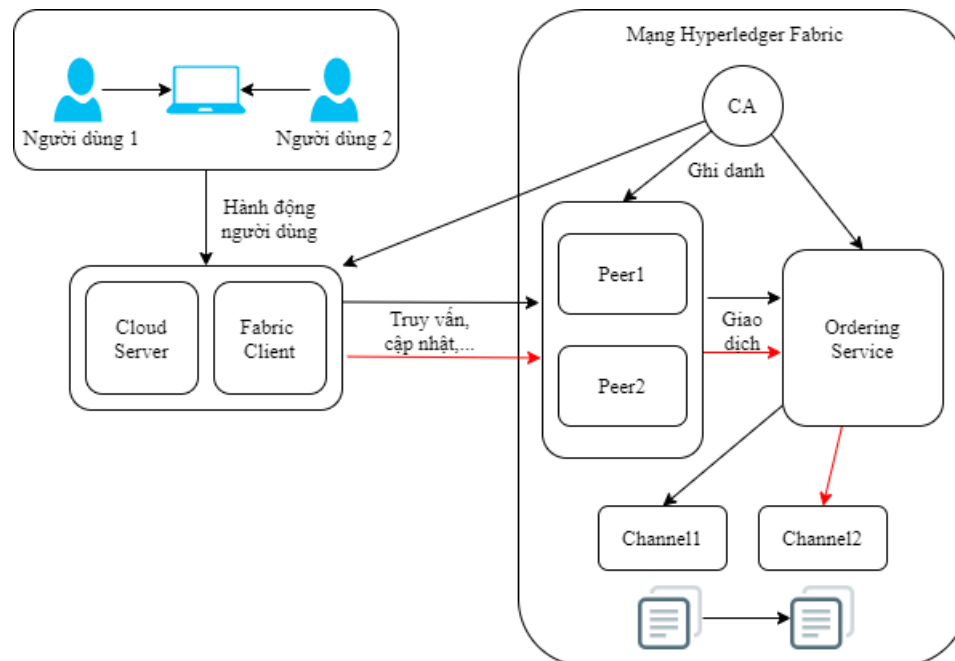 Mạng Hyperledger Fabric
CA
Người dùng 1
Người dùng 2
Ghi danh
Hành động
người dùng
Cloud
Server
Fabric
Client
Truy vấn,
cập nhật,...
Peer1
Peer2
Giao
dịch
Ordering
Service
Channel1
Channel2